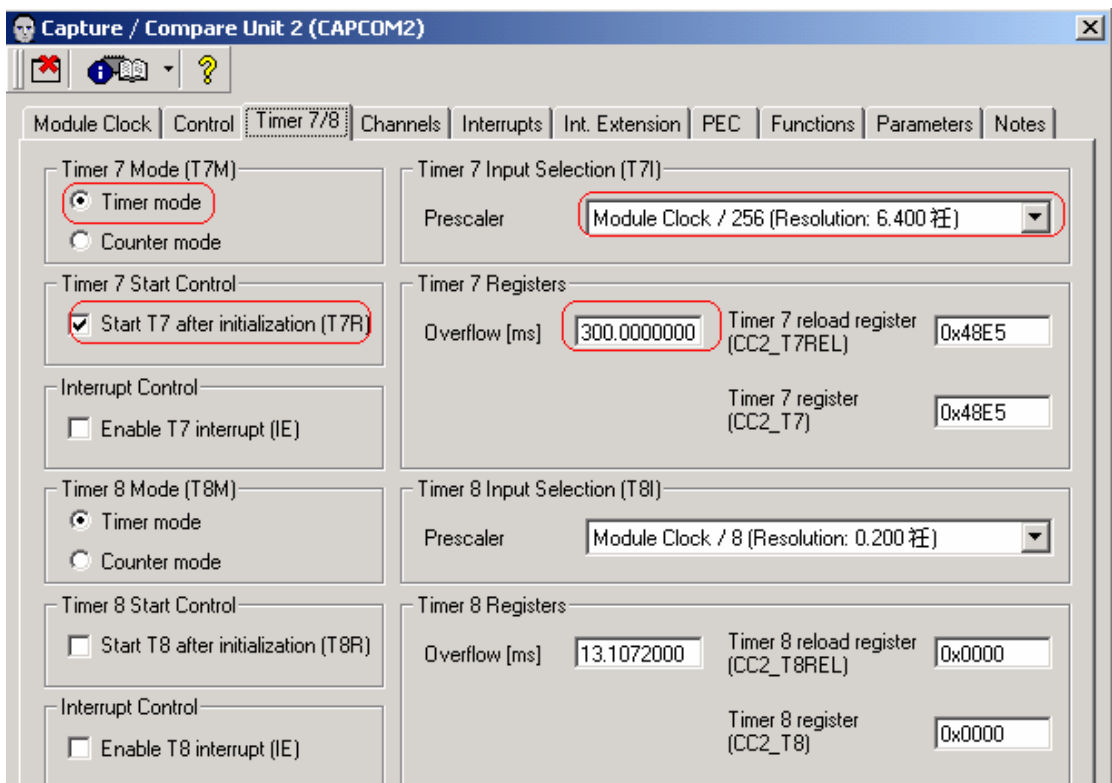 Capture / Compare Unit 2 (CAPCOM2)
Module Clock Control Timer 7/8 Channels Interrupts Int. Extension PEC Functions Parameters Notes
Timer 7 Mode (T7M)
Timer mode
Counter mode
Timer 7 Input Selection (T7I)
Prescaler
Module Clock / 256 (Resolution: 6.400 祍)
Timer 7 Start Control
Start T7 after initialization (T7R)
Timer 7 Registers
Overflow [ms]
300.0000000
Timer 7 reload register
(CC2_T7REL)
0x48E5
Interrupt Control
Enable T7 interrupt (IE)
Timer 7 register
(CC2_T7)
0x48E5
Timer 8 Mode (T8M)
Timer mode
Counter mode
Timer 8 Input Selection (T8I)
Prescaler
Module Clock / 8 (Resolution: 0.200 祍)
Timer 8 Start Control
Start T8 after initialization (T8R)
Timer 8 Registers
Overflow [ms]
13.1072000
Timer 8 reload register
(CC2_T8REL)
0x0000
Interrupt Control
Enable T8 interrupt (IE)
Timer 8 register
(CC2_T8)
0x0000